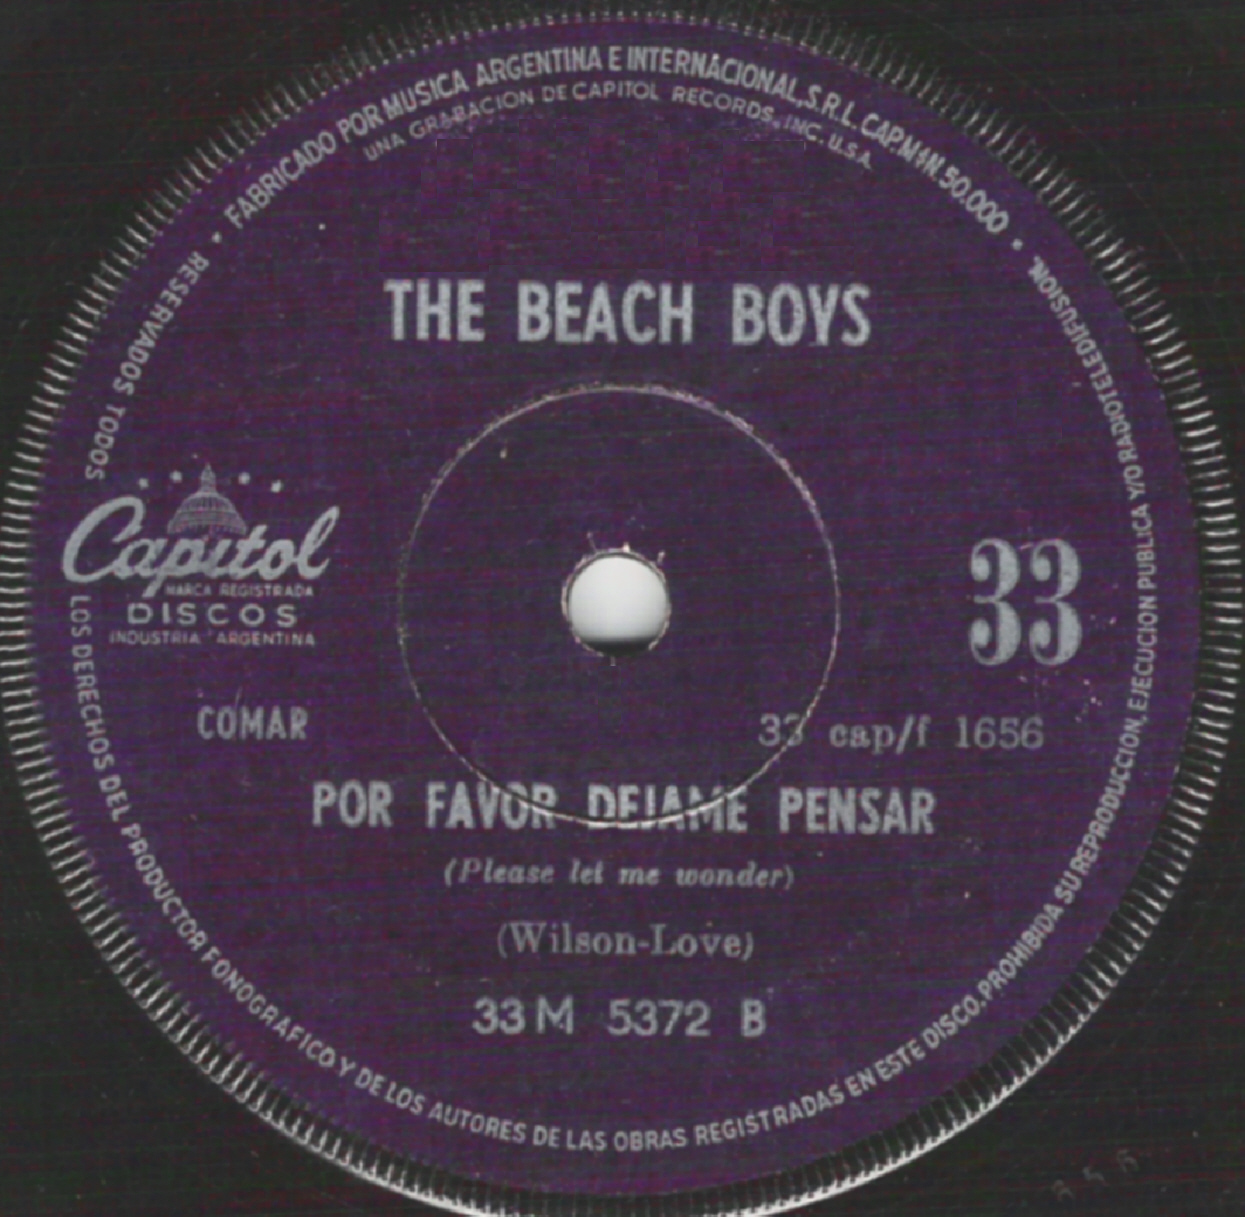 FABRICADO POR MUSICA ARGENTINA E INTERNACIONAL, S.R.L. CAP. M$N. 50.000
UNA GRABACION DE CAPITOL RECORDS, INC. U.S.A.
THE BEACH BOYS
Capitol
MARCA REGISTRADA
DISCOS
INDUSTRIA ARGENTINA
33
COMAR
33 cap/f 1656
POR FAVOR DEJAME PENSAR
(Please let me wonder)
(Wilson-Love)
33 M 5372 B
RESERVADOS TODOS LOS DERECHOS DEL PRODUCTOR FONOGRAFICO Y DE LOS AUTORES DE LAS OBRAS REGISTRADAS EN ESTE DISCO. PROHIBIDA SU REPRODUCCION, EJECUCION PUBLICA Y/O RADIOTELEDIFUSION.